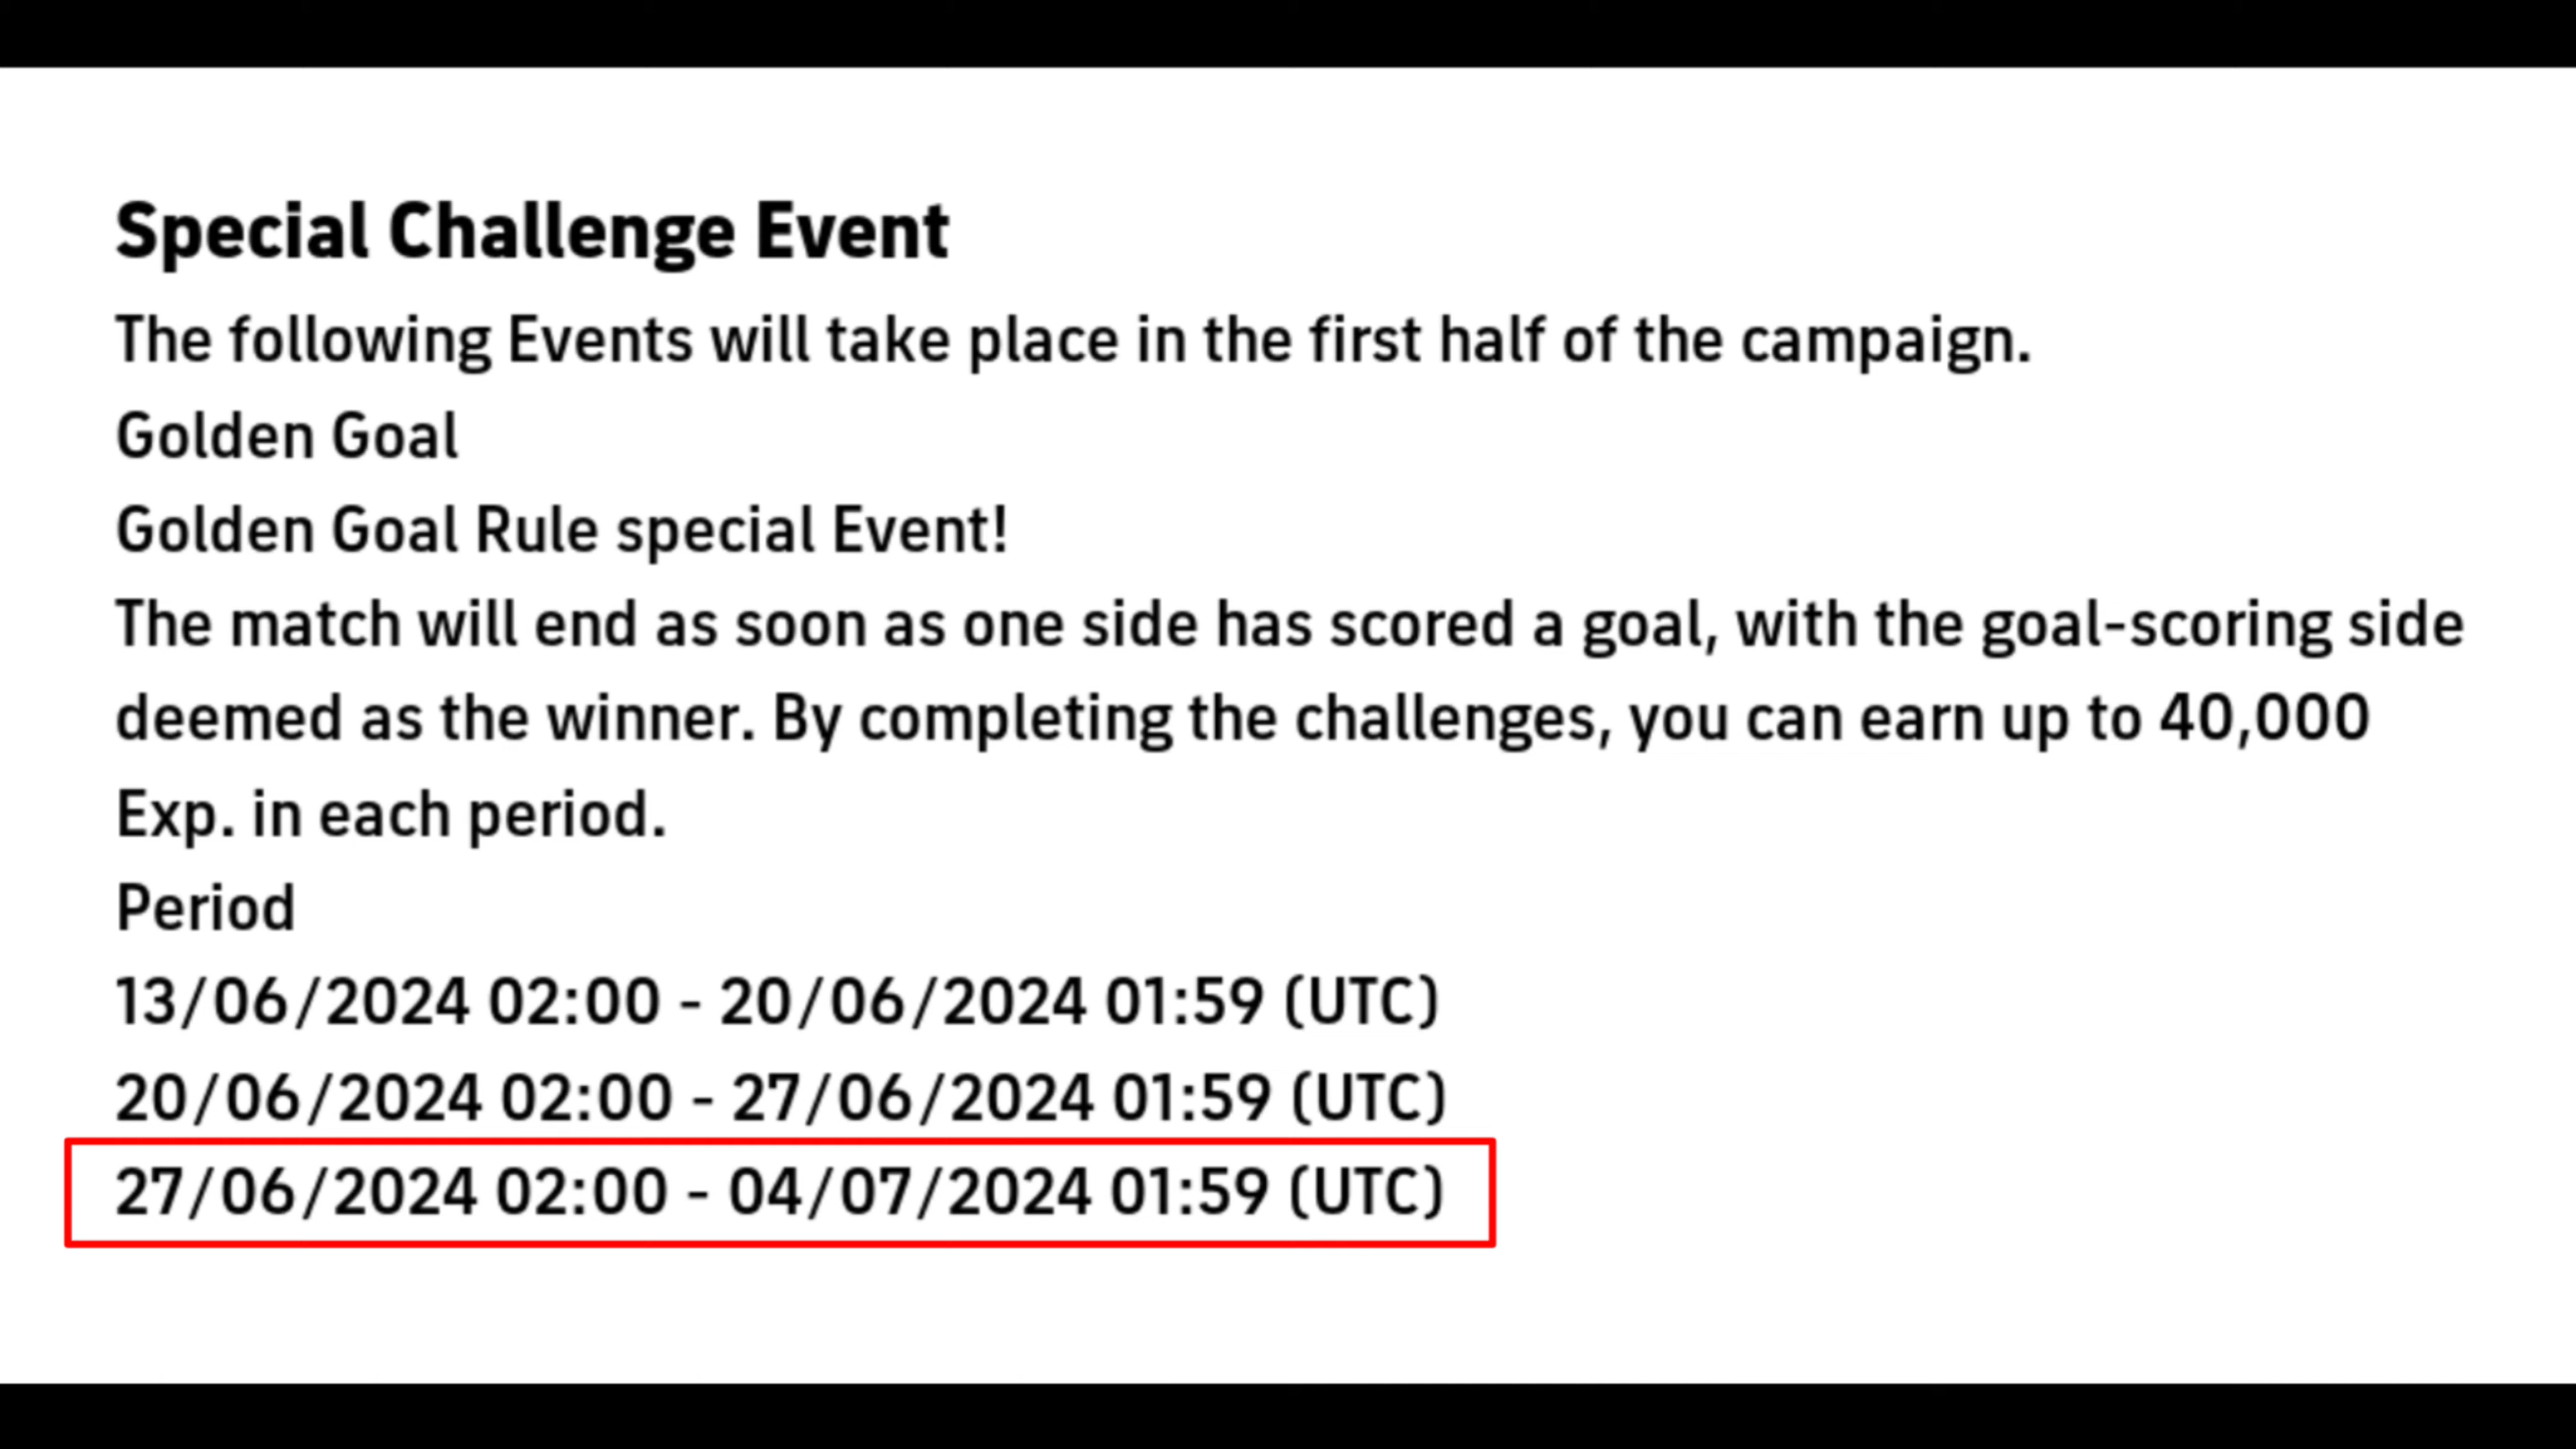 Special Challenge Event
The following Events will take place in the first half of the campaign.
Golden Goal
Golden Goal Rule special Event!
The match will end as soon as one side has scored a goal, with the goal-scoring side
deemed as the winner. By completing the challenges, you can earn up to 40,000
Exp. in each period.
Period
13/06/2024 02:00 - 20/06/2024 01:59 (UTC)
20/06/2024 02:00 - 27/06/2024 01:59 (UTC)
27/06/2024 02:00 - 04/07/2024 01:59 (UTC)